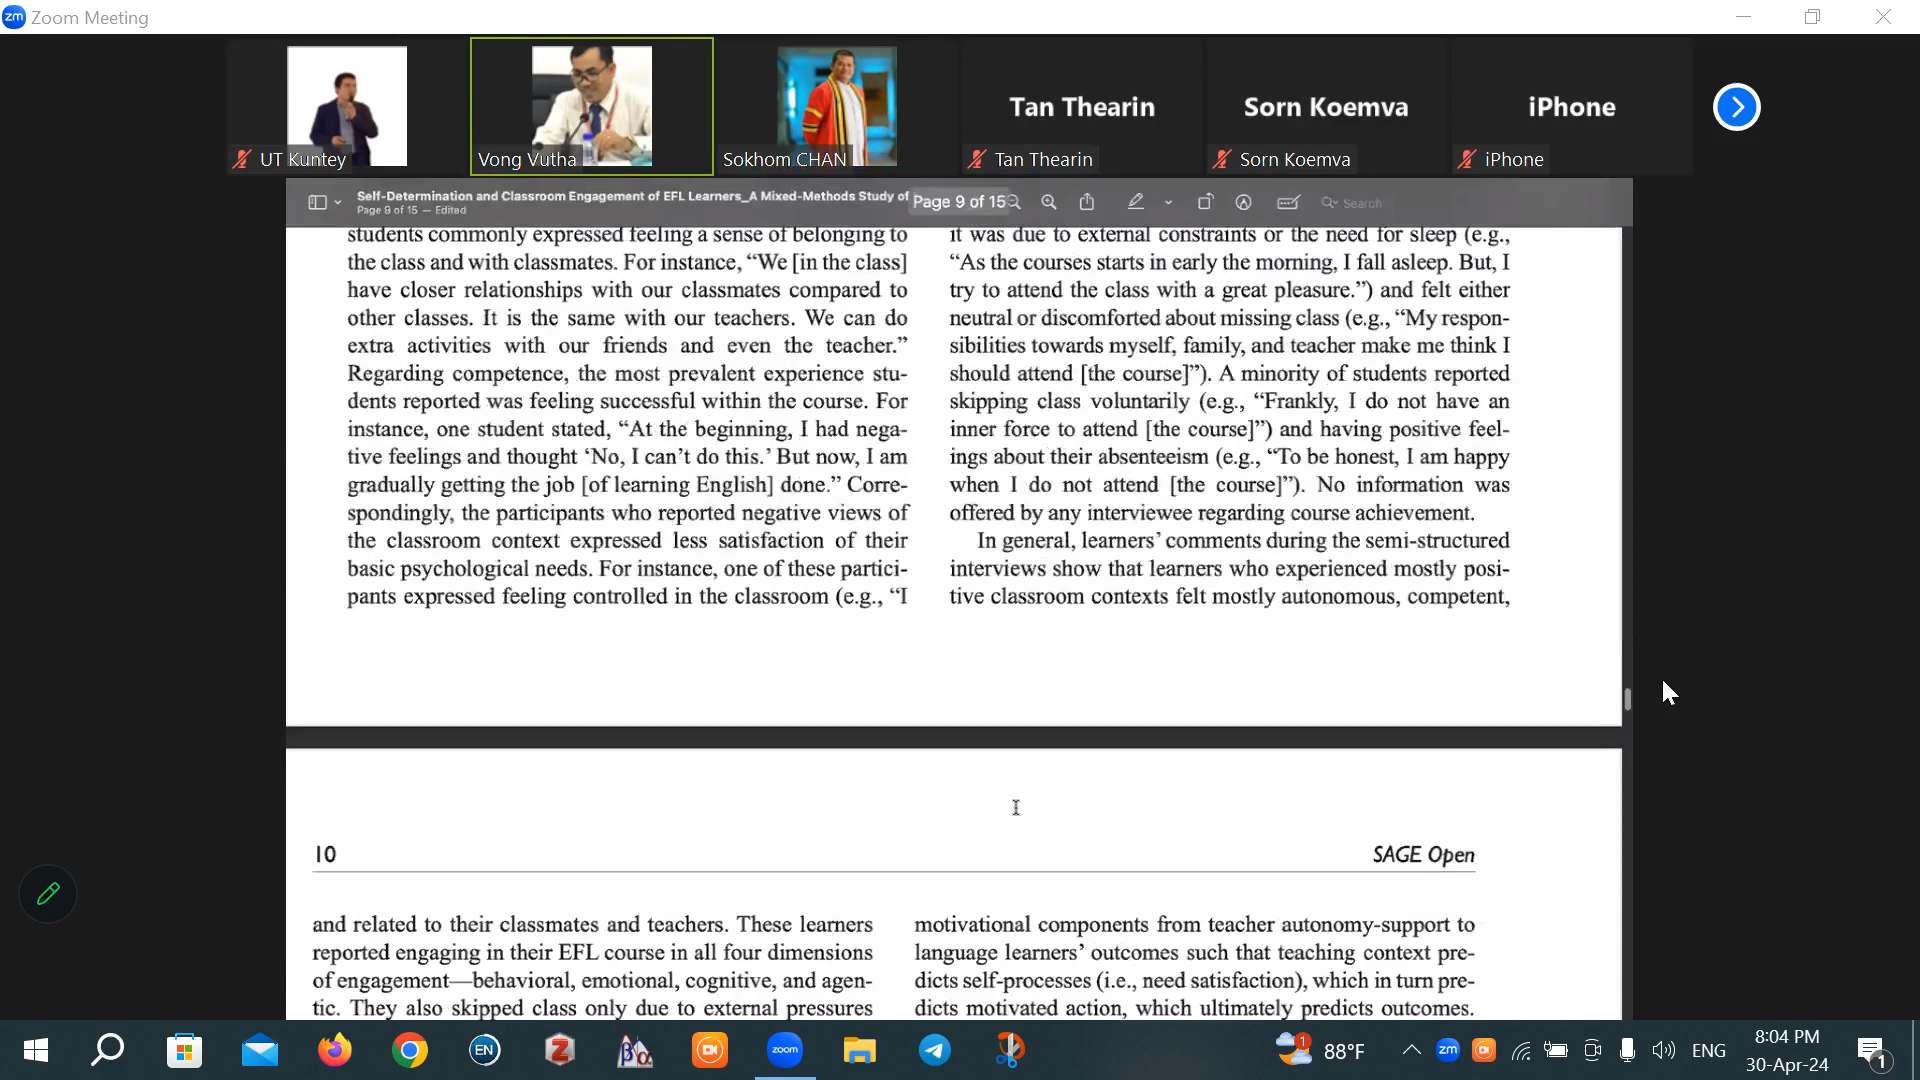 Zoom Meeting
Tan Thearin
Sorn Koemva
iPhone
UT Kuntey
Vong Vutha
Sokhom CHAN
Tan Thearin
Sorn Koemva
iPhone
Self-Determination and Classroom Engagement of EFL Learners_A Mixed-Methods Study of
Page 9 of 15 — Edited
Page 9 of 15
Search
students commonly expressed feeling a sense of belonging to
the class and with classmates. For instance, “We [in the class]
have closer relationships with our classmates compared to
other classes. It is the same with our teachers. We can do
extra activities with our friends and even the teacher.”
Regarding competence, the most prevalent experience stu-
dents reported was feeling successful within the course. For
instance, one student stated, “At the beginning, I had nega-
tive feelings and thought ‘No, I can’t do this.’ But now, I am
gradually getting the job [of learning English] done.” Corre-
spondingly, the participants who reported negative views of
the classroom context expressed less satisfaction of their
basic psychological needs. For instance, one of these partici-
pants expressed feeling controlled in the classroom (e.g., “I
it was due to external constraints or the need for sleep (e.g.,
“As the courses starts in early the morning, I fall asleep. But, I
try to attend the class with a great pleasure.”) and felt either
neutral or discomforted about missing class (e.g., “My respon-
sibilities towards myself, family, and teacher make me think I
should attend [the course]”). A minority of students reported
skipping class voluntarily (e.g., “Frankly, I do not have an
inner force to attend [the course]”) and having positive feel-
ings about their absenteeism (e.g., “To be honest, I am happy
when I do not attend [the course]”). No information was
offered by any interviewee regarding course achievement.
In general, learners’ comments during the semi-structured
interviews show that learners who experienced mostly posi-
tive classroom contexts felt mostly autonomous, competent,
10
SAGE Open
and related to their classmates and teachers. These learners
reported engaging in their EFL course in all four dimensions
of engagement—behavioral, emotional, cognitive, and agen-
tic. They also skipped class only due to external pressures
motivational components from teacher autonomy-support to
language learners’ outcomes such that teaching context pre-
dicts self-processes (i.e., need satisfaction), which in turn pre-
dicts motivated action, which ultimately predicts outcomes.
EN
zoom
1
88°F
zm
ENG
8:04 PM
30-Apr-24
1